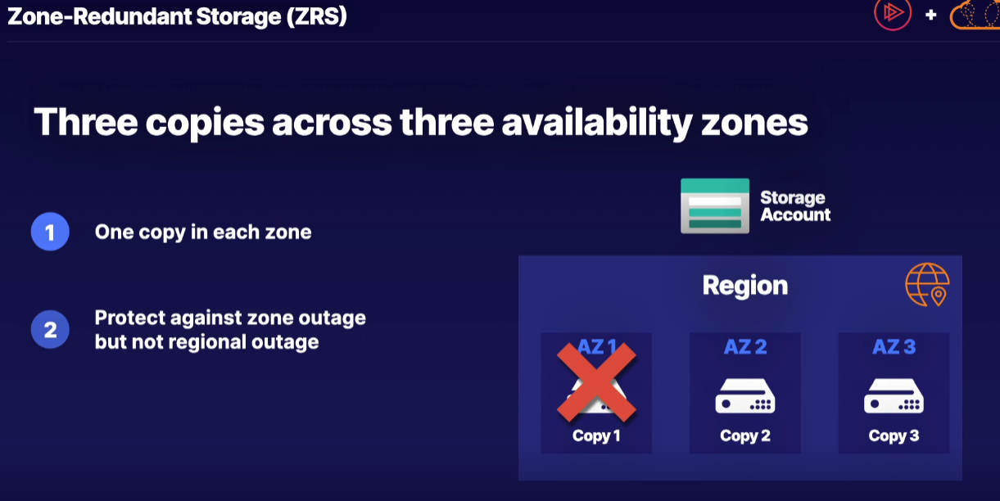 Zone-Redundant Storage (ZRS)
+
Three copies across three availability zones
1
One copy in each zone
2
Protect against zone outage
but not regional outage
Storage
Account
Region
AZ 1
AZ 2
AZ 3
Copy 1
Copy 2
Copy 3